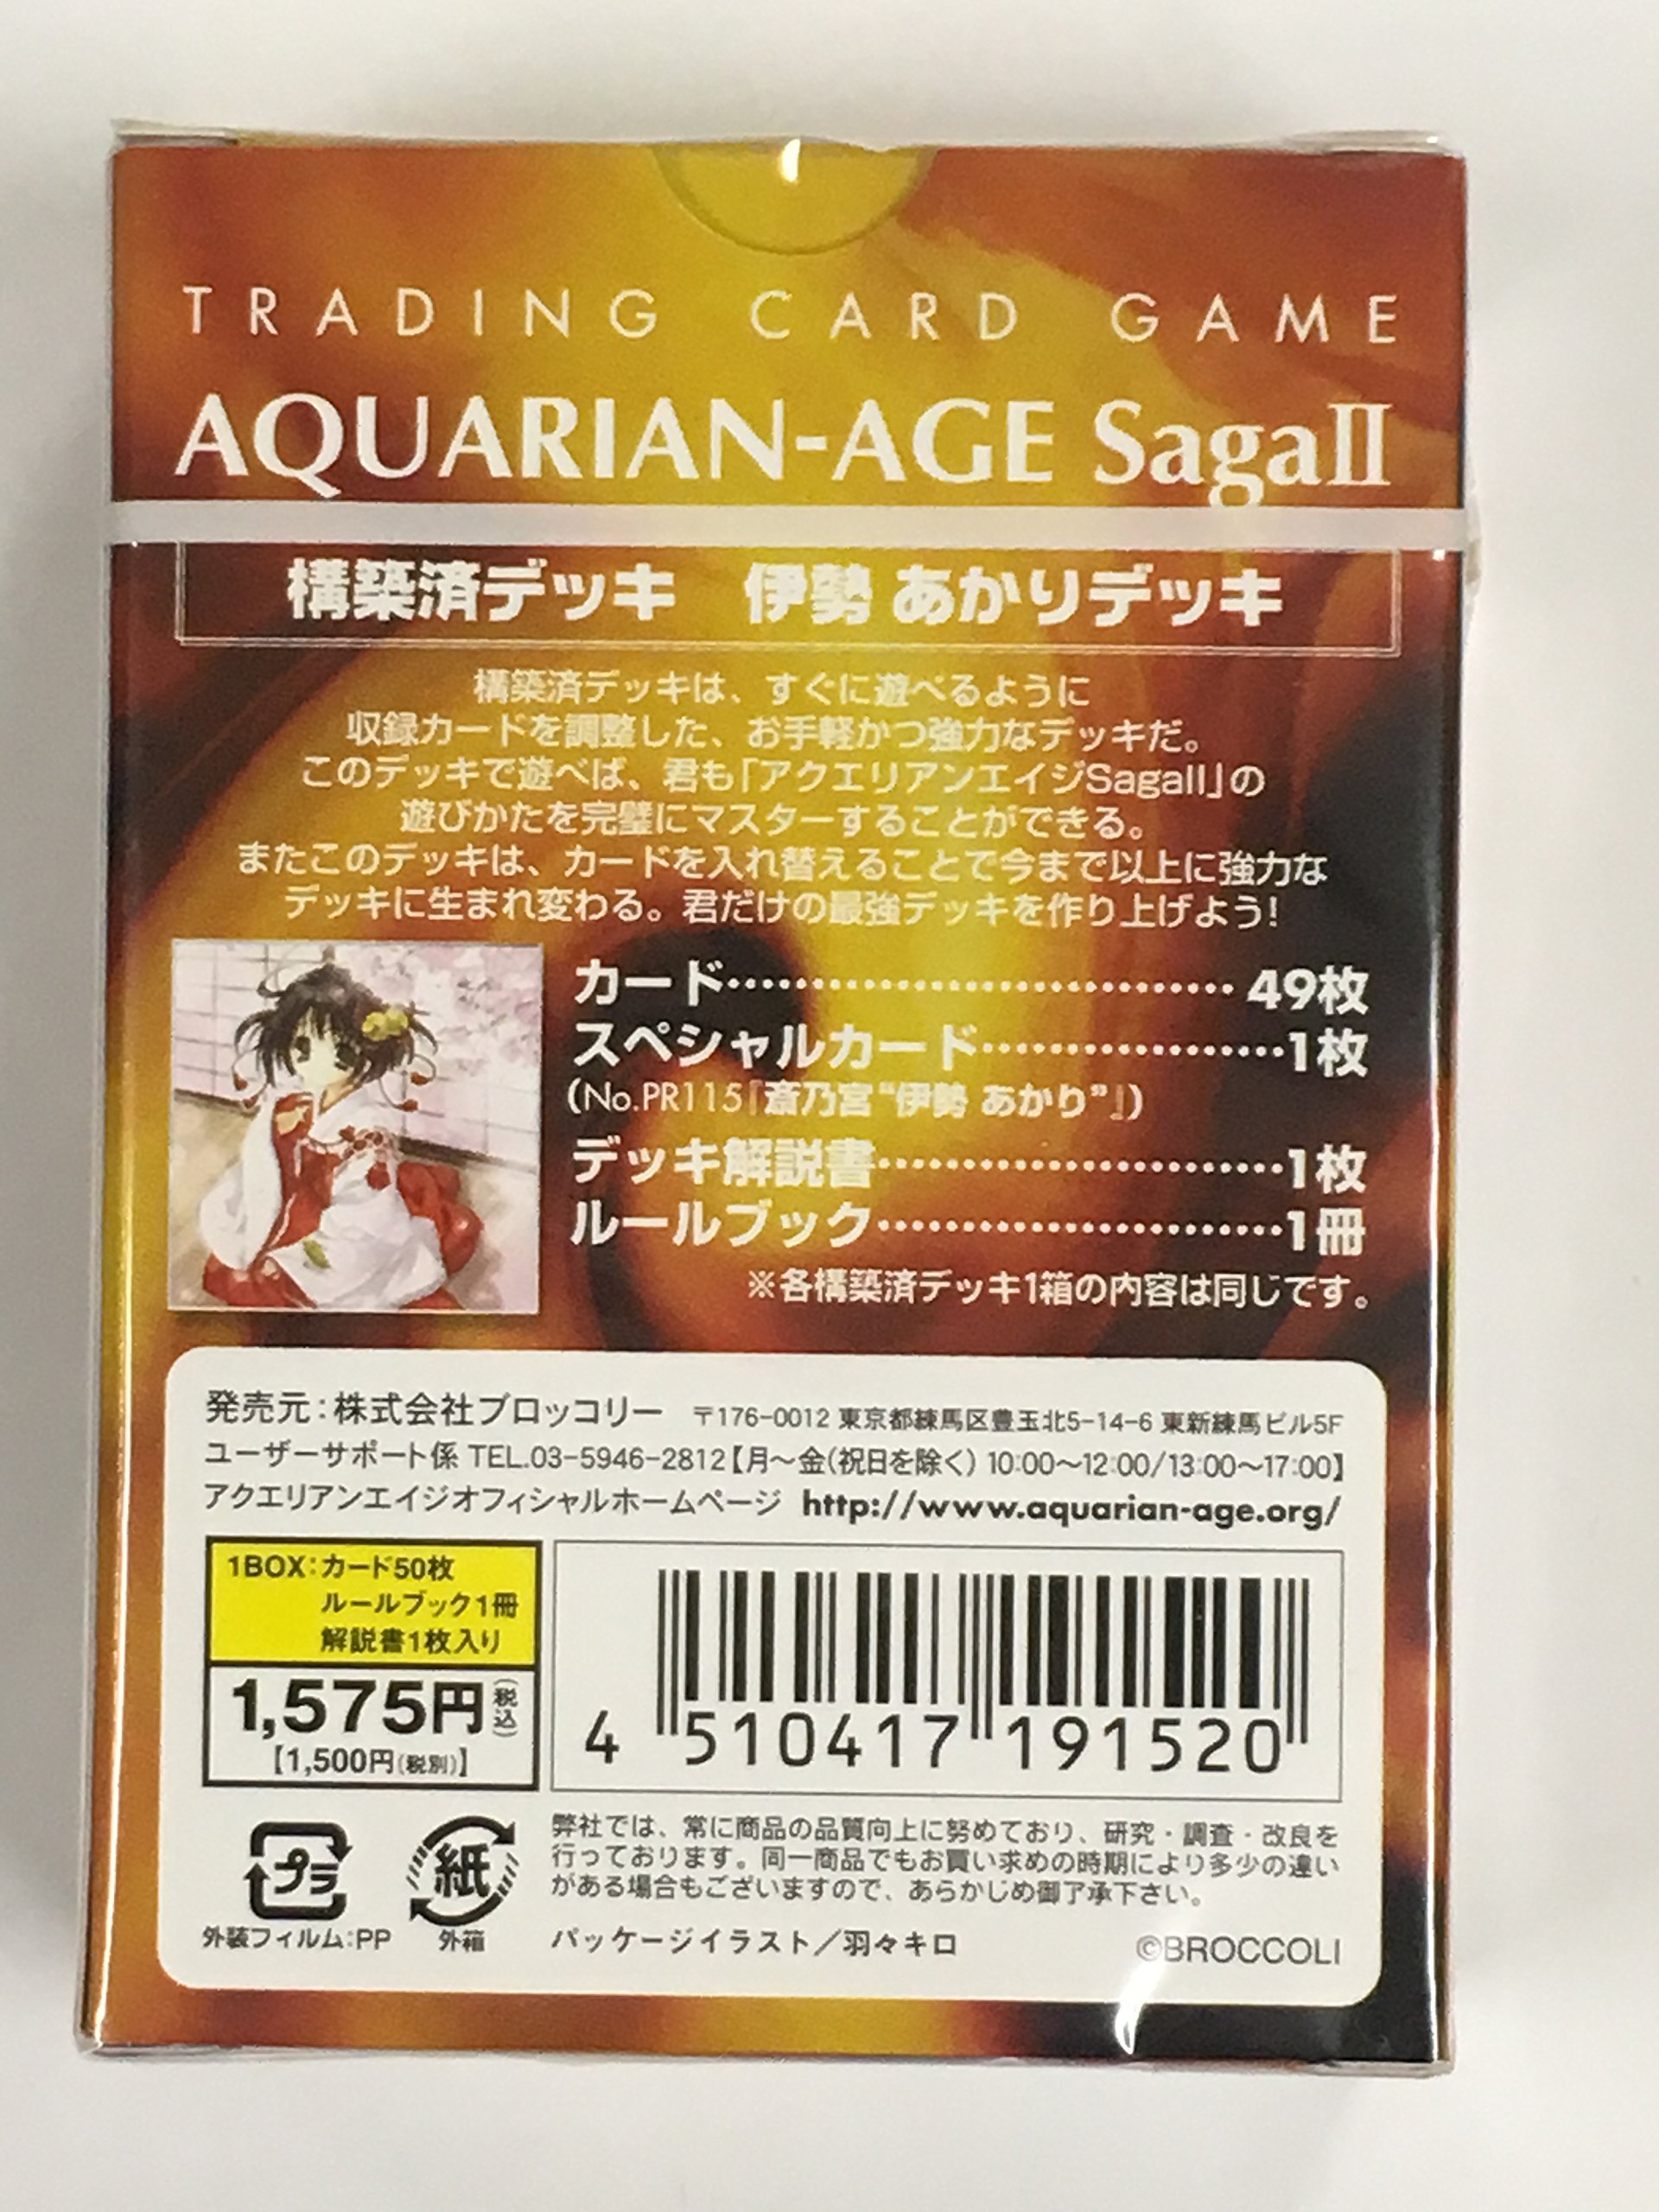 TRADING CARD GAME
AQUARIAN-AGE SagaII
構築済デッキ 伊勢 あかりデッキ
構築済デッキは、すぐに遊べるように
収録カードを調整した、お手軽かつ強力なデッキだ。
このデッキで遊べば、君も「アクエリアンエイジSagaII」の
遊びかたを完璧にマスターすることができる。
またこのデッキは、カードを入れ替えることで今まで以上に強力な
デッキに生まれ変わる。君だけの最強デッキを作り上げよう!
カード…………………………49枚
スペシャルカード………………1枚
(No.PR115『斎乃宮“伊勢 あかり”』)
デッキ解説書……………………1枚
ルールブック……………………1冊
※各構築済デッキ1箱の内容は同じです。
発売元:株式会社ブロッコリー 〒176-0012 東京都練馬区豊玉北5-14-6 東新練馬ビル5F
ユーザーサポート係 TEL.03-5946-2812【月〜金(祝日を除く) 10:00〜12:00/13:00〜17:00】
アクエリアンエイジオフィシャルホームページ http://www.aquarian-age.org/
1BOX:カード50枚
ルールブック1冊
解説書1枚入り
1,575円(税込)
【1,500円(税別)】
4 510417 191520
プラ
外装フィルム:PP
紙
外箱
弊社では、常に商品の品質向上に努めており、研究・調査・改良を
行っております。同一商品でもお買い求めの時期により多少の違い
がある場合もございますので、あらかじめ御了承下さい。
パッケージイラスト/羽々キロ
©BROCCOLI